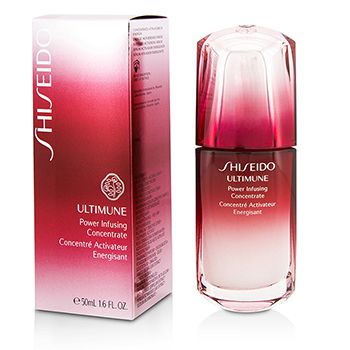 SHISEIDO
ULTIMUNE
Power Infusing
Concentrate
Concentré Activateur
Energisant
℮50mL 1.6 FL. OZ.
SHISEIDO
ULTIMUNE
Power Infusing
Concentrate
Concentré Activateur
Energisant